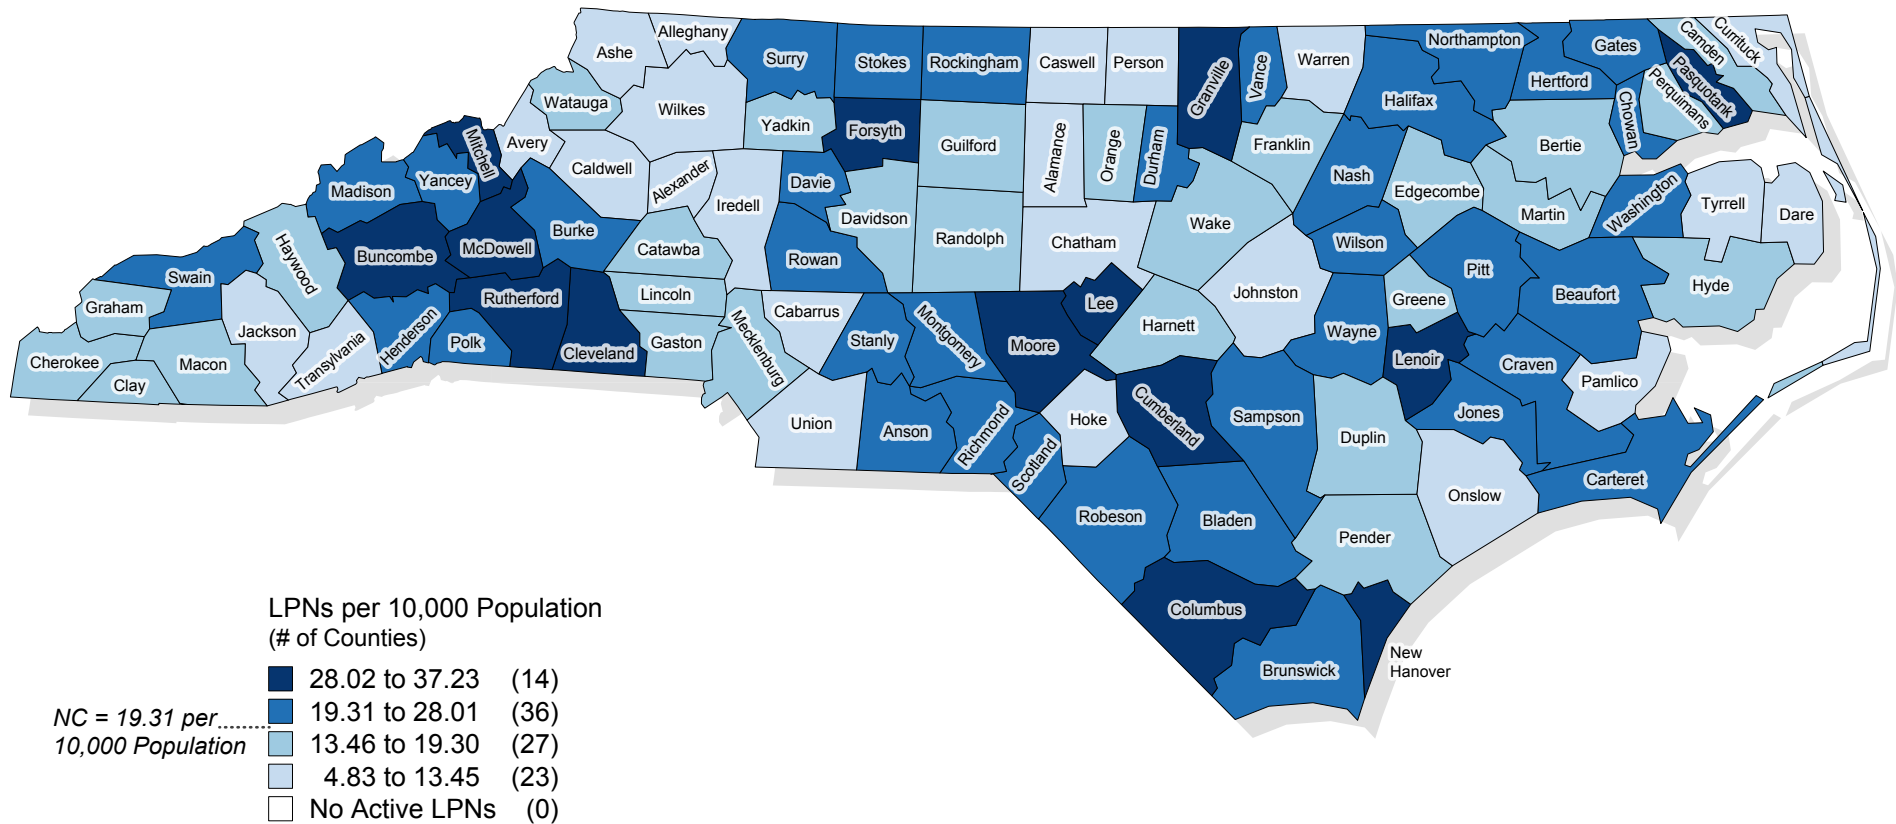 Alleghany
Ashe
Surry
Stokes
Rockingham
Caswell
Person
Granville
Vance
Warren
Northampton
Gates
Camden
Currituck
Hertford
Pasquotank
Perquimans
Chowan
Halifax
Watauga
Wilkes
Yadkin
Forsyth
Guilford
Alamance
Orange
Durham
Franklin
Bertie
Mitchell
Avery
Caldwell
Alexander
Iredell
Davie
Nash
Edgecombe
Martin
Washington
Tyrrell
Dare
Madison
Yancey
Davidson
Wake
Burke
McDowell
Buncombe
Haywood
Catawba
Rowan
Randolph
Chatham
Wilson
Pitt
Beaufort
Hyde
Swain
Graham
Rutherford
Lincoln
Cabarrus
Lee
Johnston
Greene
Jackson
Transylvania
Henderson
Polk
Cleveland
Gaston
Mecklenburg
Stanly
Montgomery
Moore
Harnett
Wayne
Lenoir
Craven
Pamlico
Cherokee
Clay
Macon
Union
Anson
Richmond
Scotland
Hoke
Cumberland
Sampson
Duplin
Jones
Onslow
Carteret
Robeson
Bladen
Pender
Columbus
Brunswick
New
Hanover
LPNs per 10,000 Population
(# of Counties)
28.02 to 37.23 (14)
19.31 to 28.01 (36)
13.46 to 19.30 (27)
4.83 to 13.45 (23)
No Active LPNs (0)
NC = 19.31 per
10,000 Population